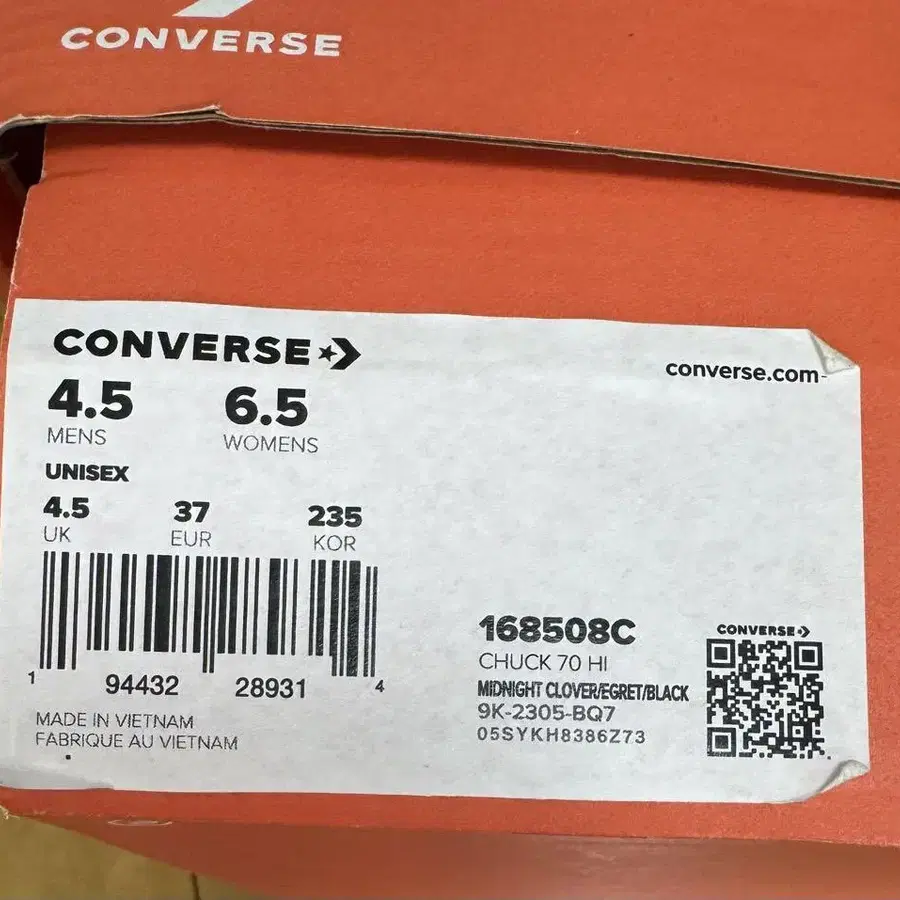 CONVERSE
CONVERSE
converse.com
4.5 6.5
MENS WOMENS
UNISEX
4.5 37 235
UK EUR KOR
1 94432 28931 4
MADE IN VIETNAM
FABRIQUE AU VIETNAM
168508C
CHUCK 70 HI
MIDNIGHT CLOVER/EGRET/BLACK
9K-2305-BQ7
05SYKH8386Z73
CONVERSE